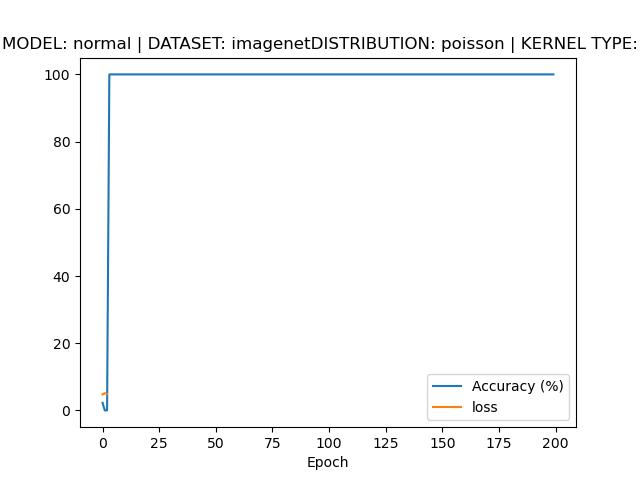 MODEL: normal | DATASET: imagenetDISTRIBUTION: poisson | KERNEL TYPE:
100
80
60
40
20
0
Accuracy (%)
loss
0 25 50 75 100 125 150 175 200
Epoch